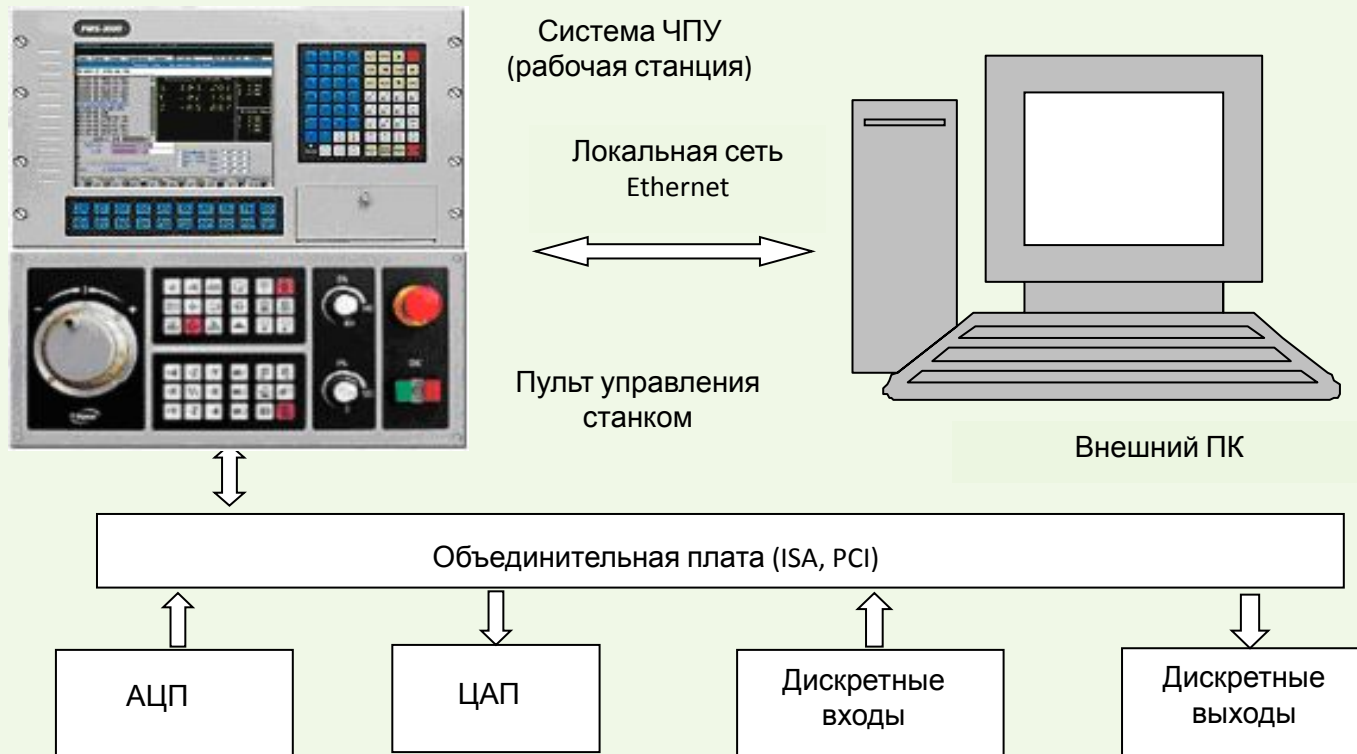 Система ЧПУ
(рабочая станция)
Локальная сеть
Ethernet
Пульт управления
станком
Внешний ПК
Объединительная плата (ISA, PCI)
АЦП
ЦАП
Дискретные
входы
Дискретные
выходы